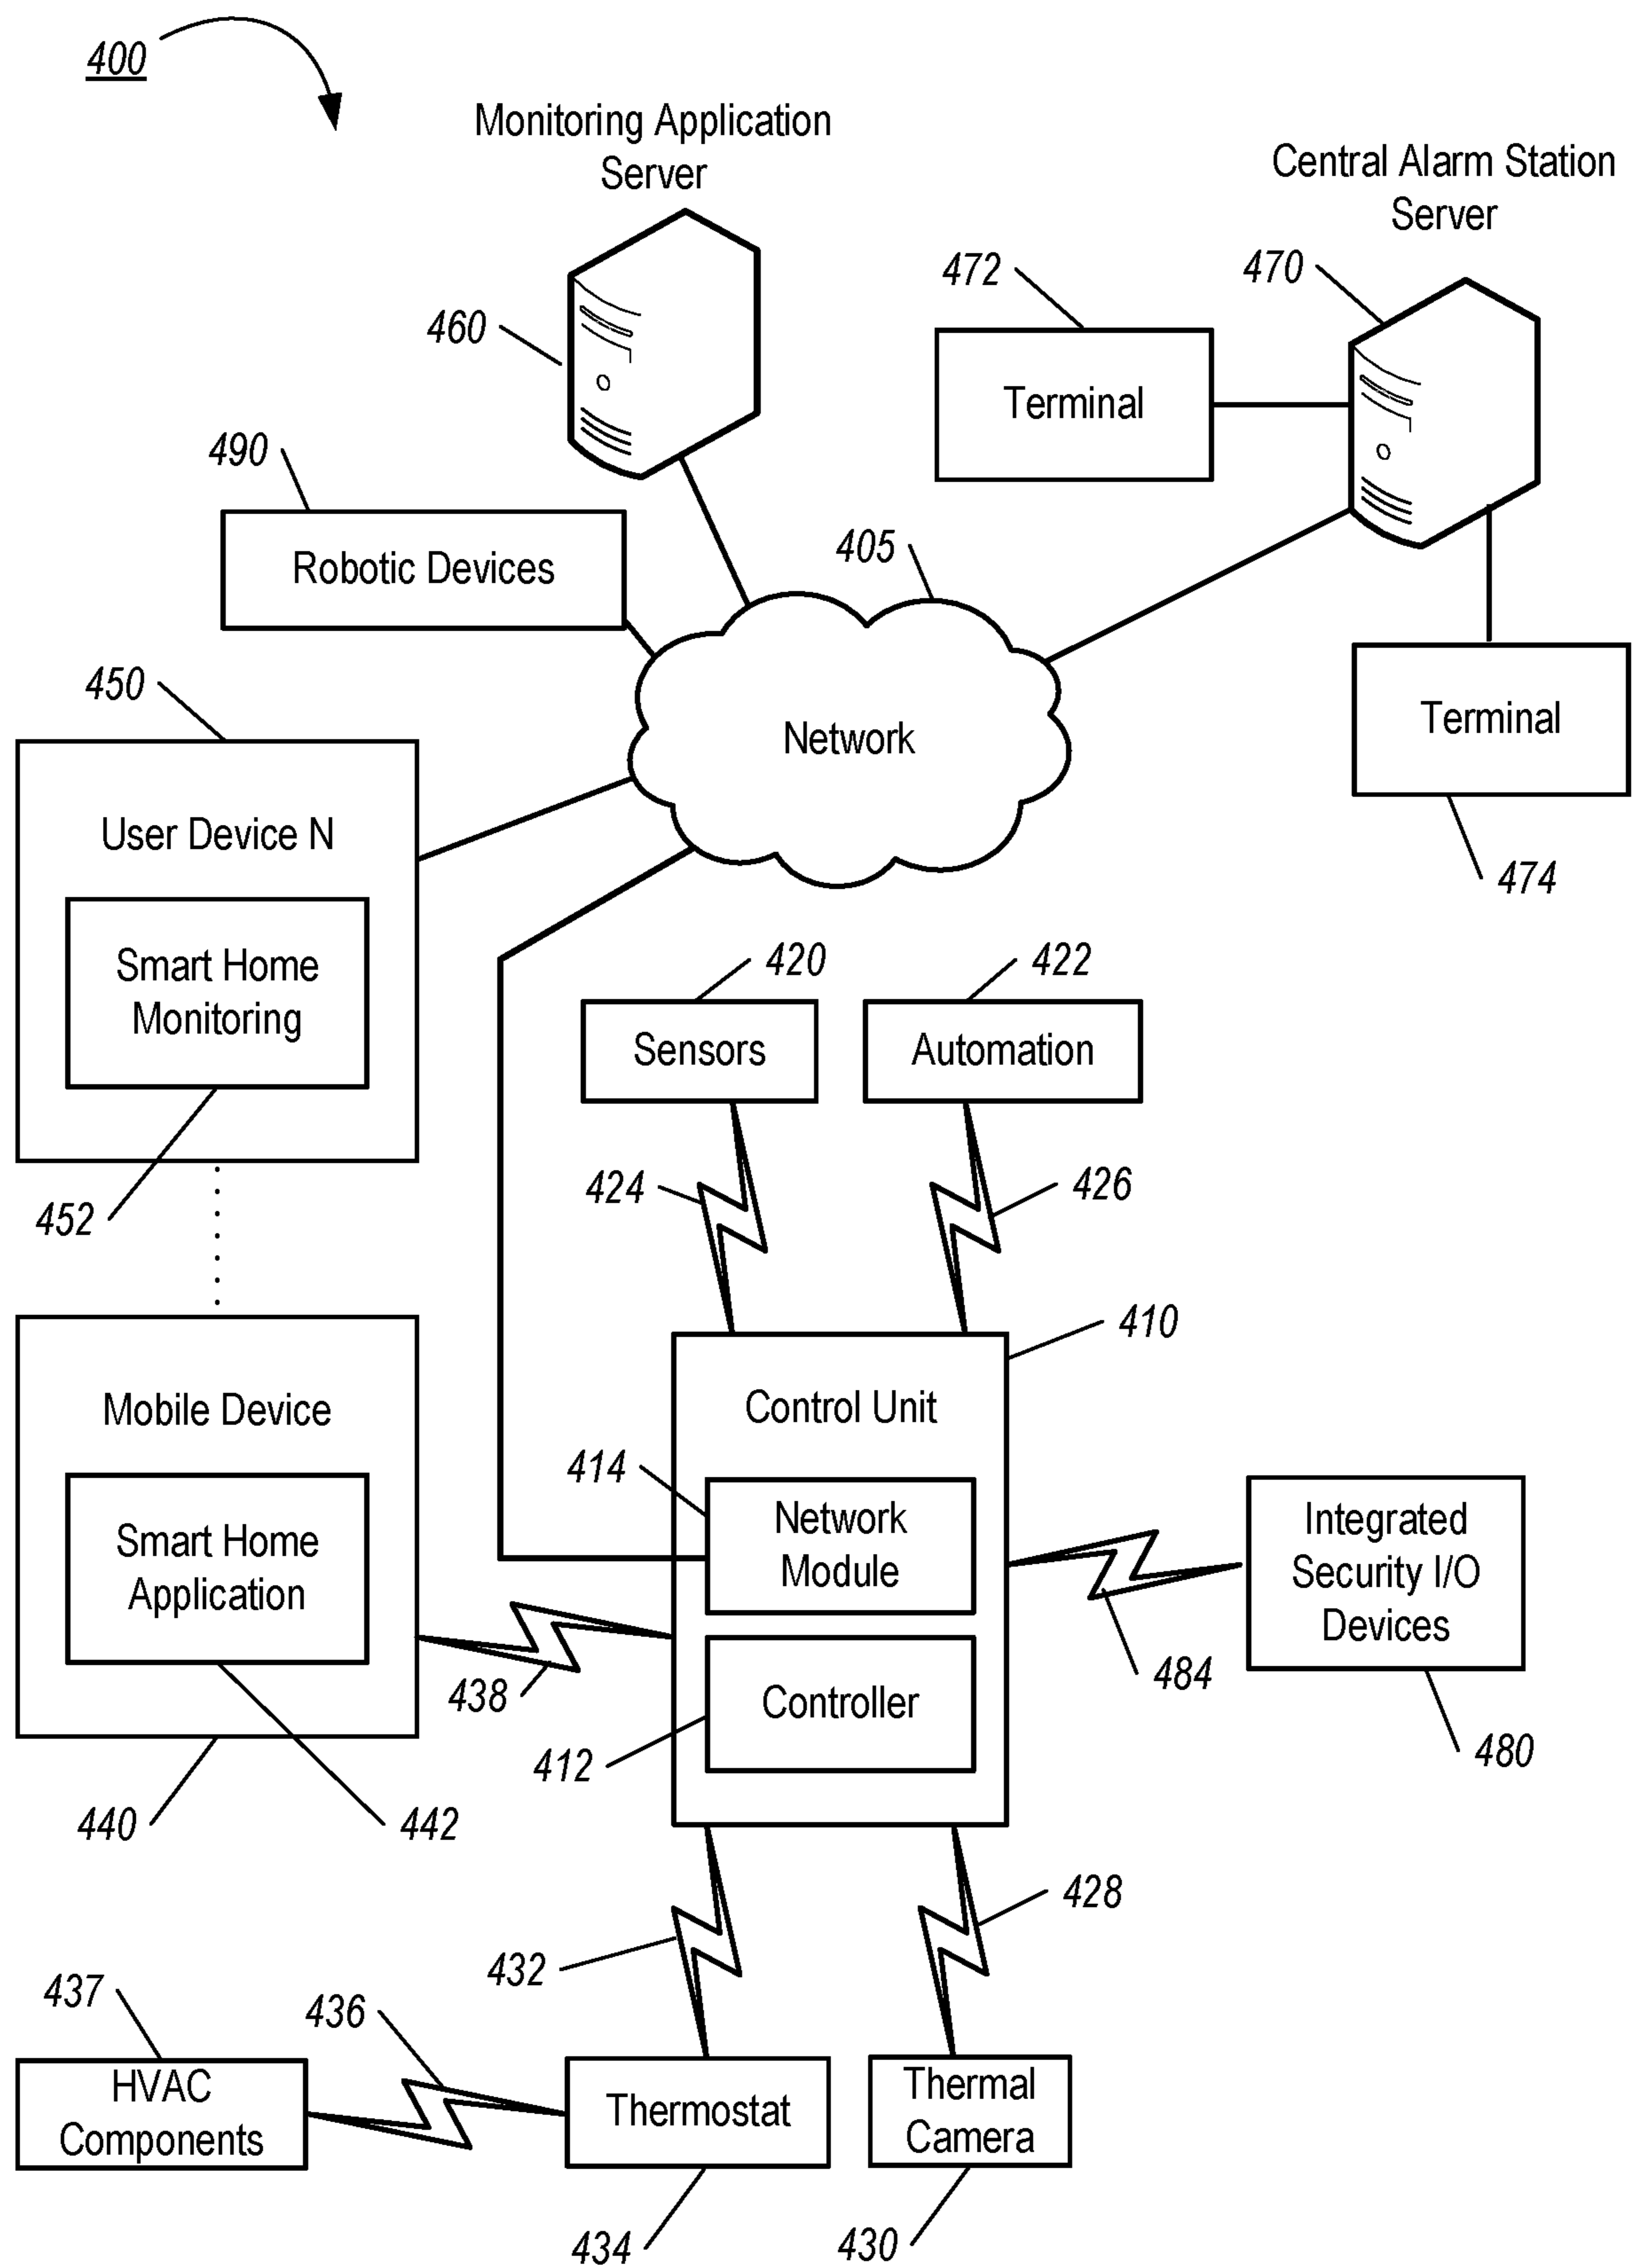 400
Monitoring Application
Server
Central Alarm Station
Server
472
470
460
Terminal
490
405
Robotic Devices
450
Network
Terminal
User Device N
474
420
422
Smart Home
Monitoring
Sensors
Automation
424
426
452
410
Mobile Device
Control Unit
414
Network
Module
Integrated
Security I/O
Devices
Smart Home
Application
438
484
Controller
412
480
440
442
428
432
437
436
HVAC
Components
Thermostat
Thermal
Camera
434
430